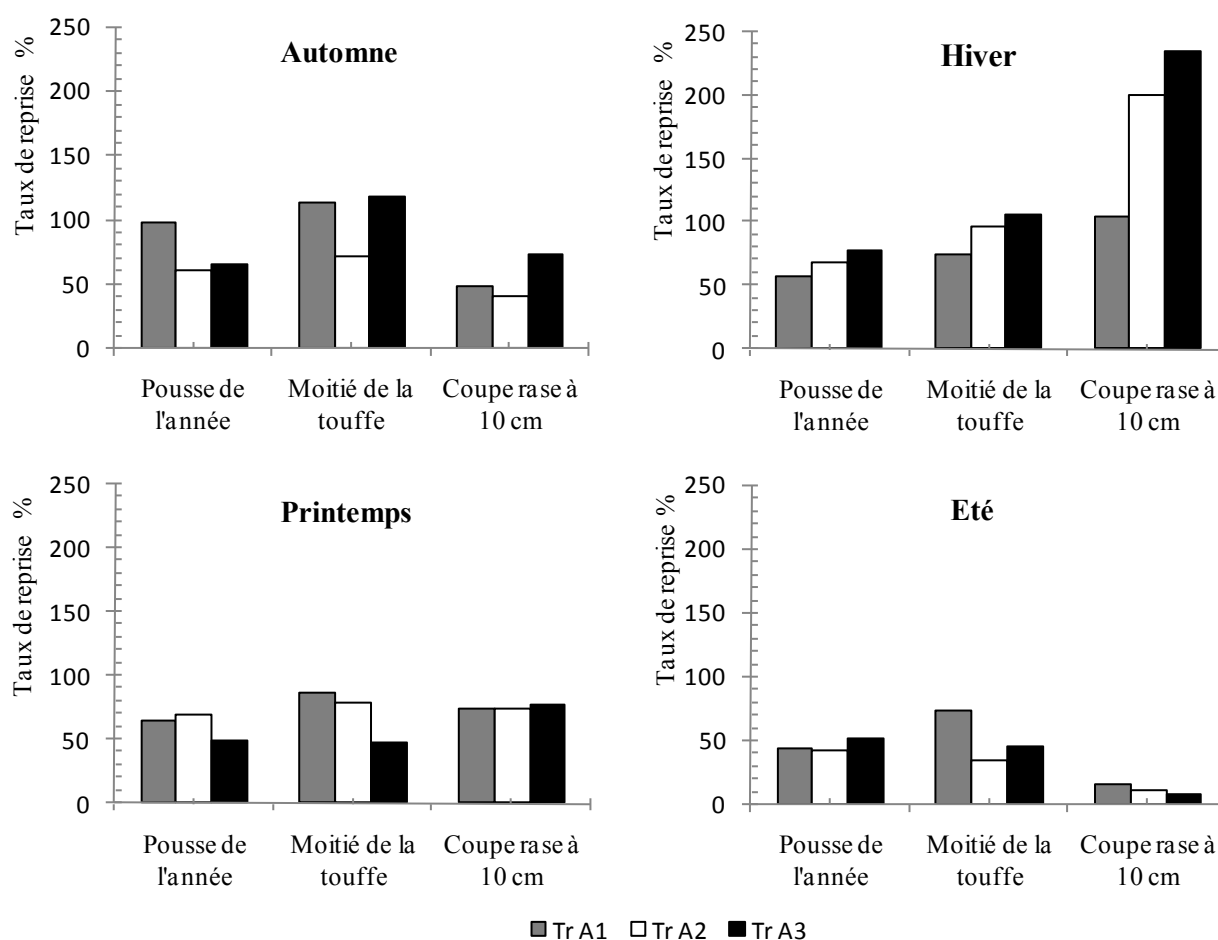 Automne
Taux de reprise %
250
200
150
100
50
0
Pousse de
l'année
Moitié de la
touffe
Coupe rase à
10 cm
Hiver
Taux de reprise %
250
200
150
100
50
0
Pousse de
l'année
Moitié de la
touffe
Coupe rase à
10 cm
Printemps
Taux de reprise %
250
200
150
100
50
0
Pousse de
l'année
Moitié de la
touffe
Coupe rase à
10 cm
Eté
Taux de reprise %
250
200
150
100
50
0
Pousse de
l'année
Moitié de la
touffe
Coupe rase à
10 cm
Tr A1 Tr A2 Tr A3